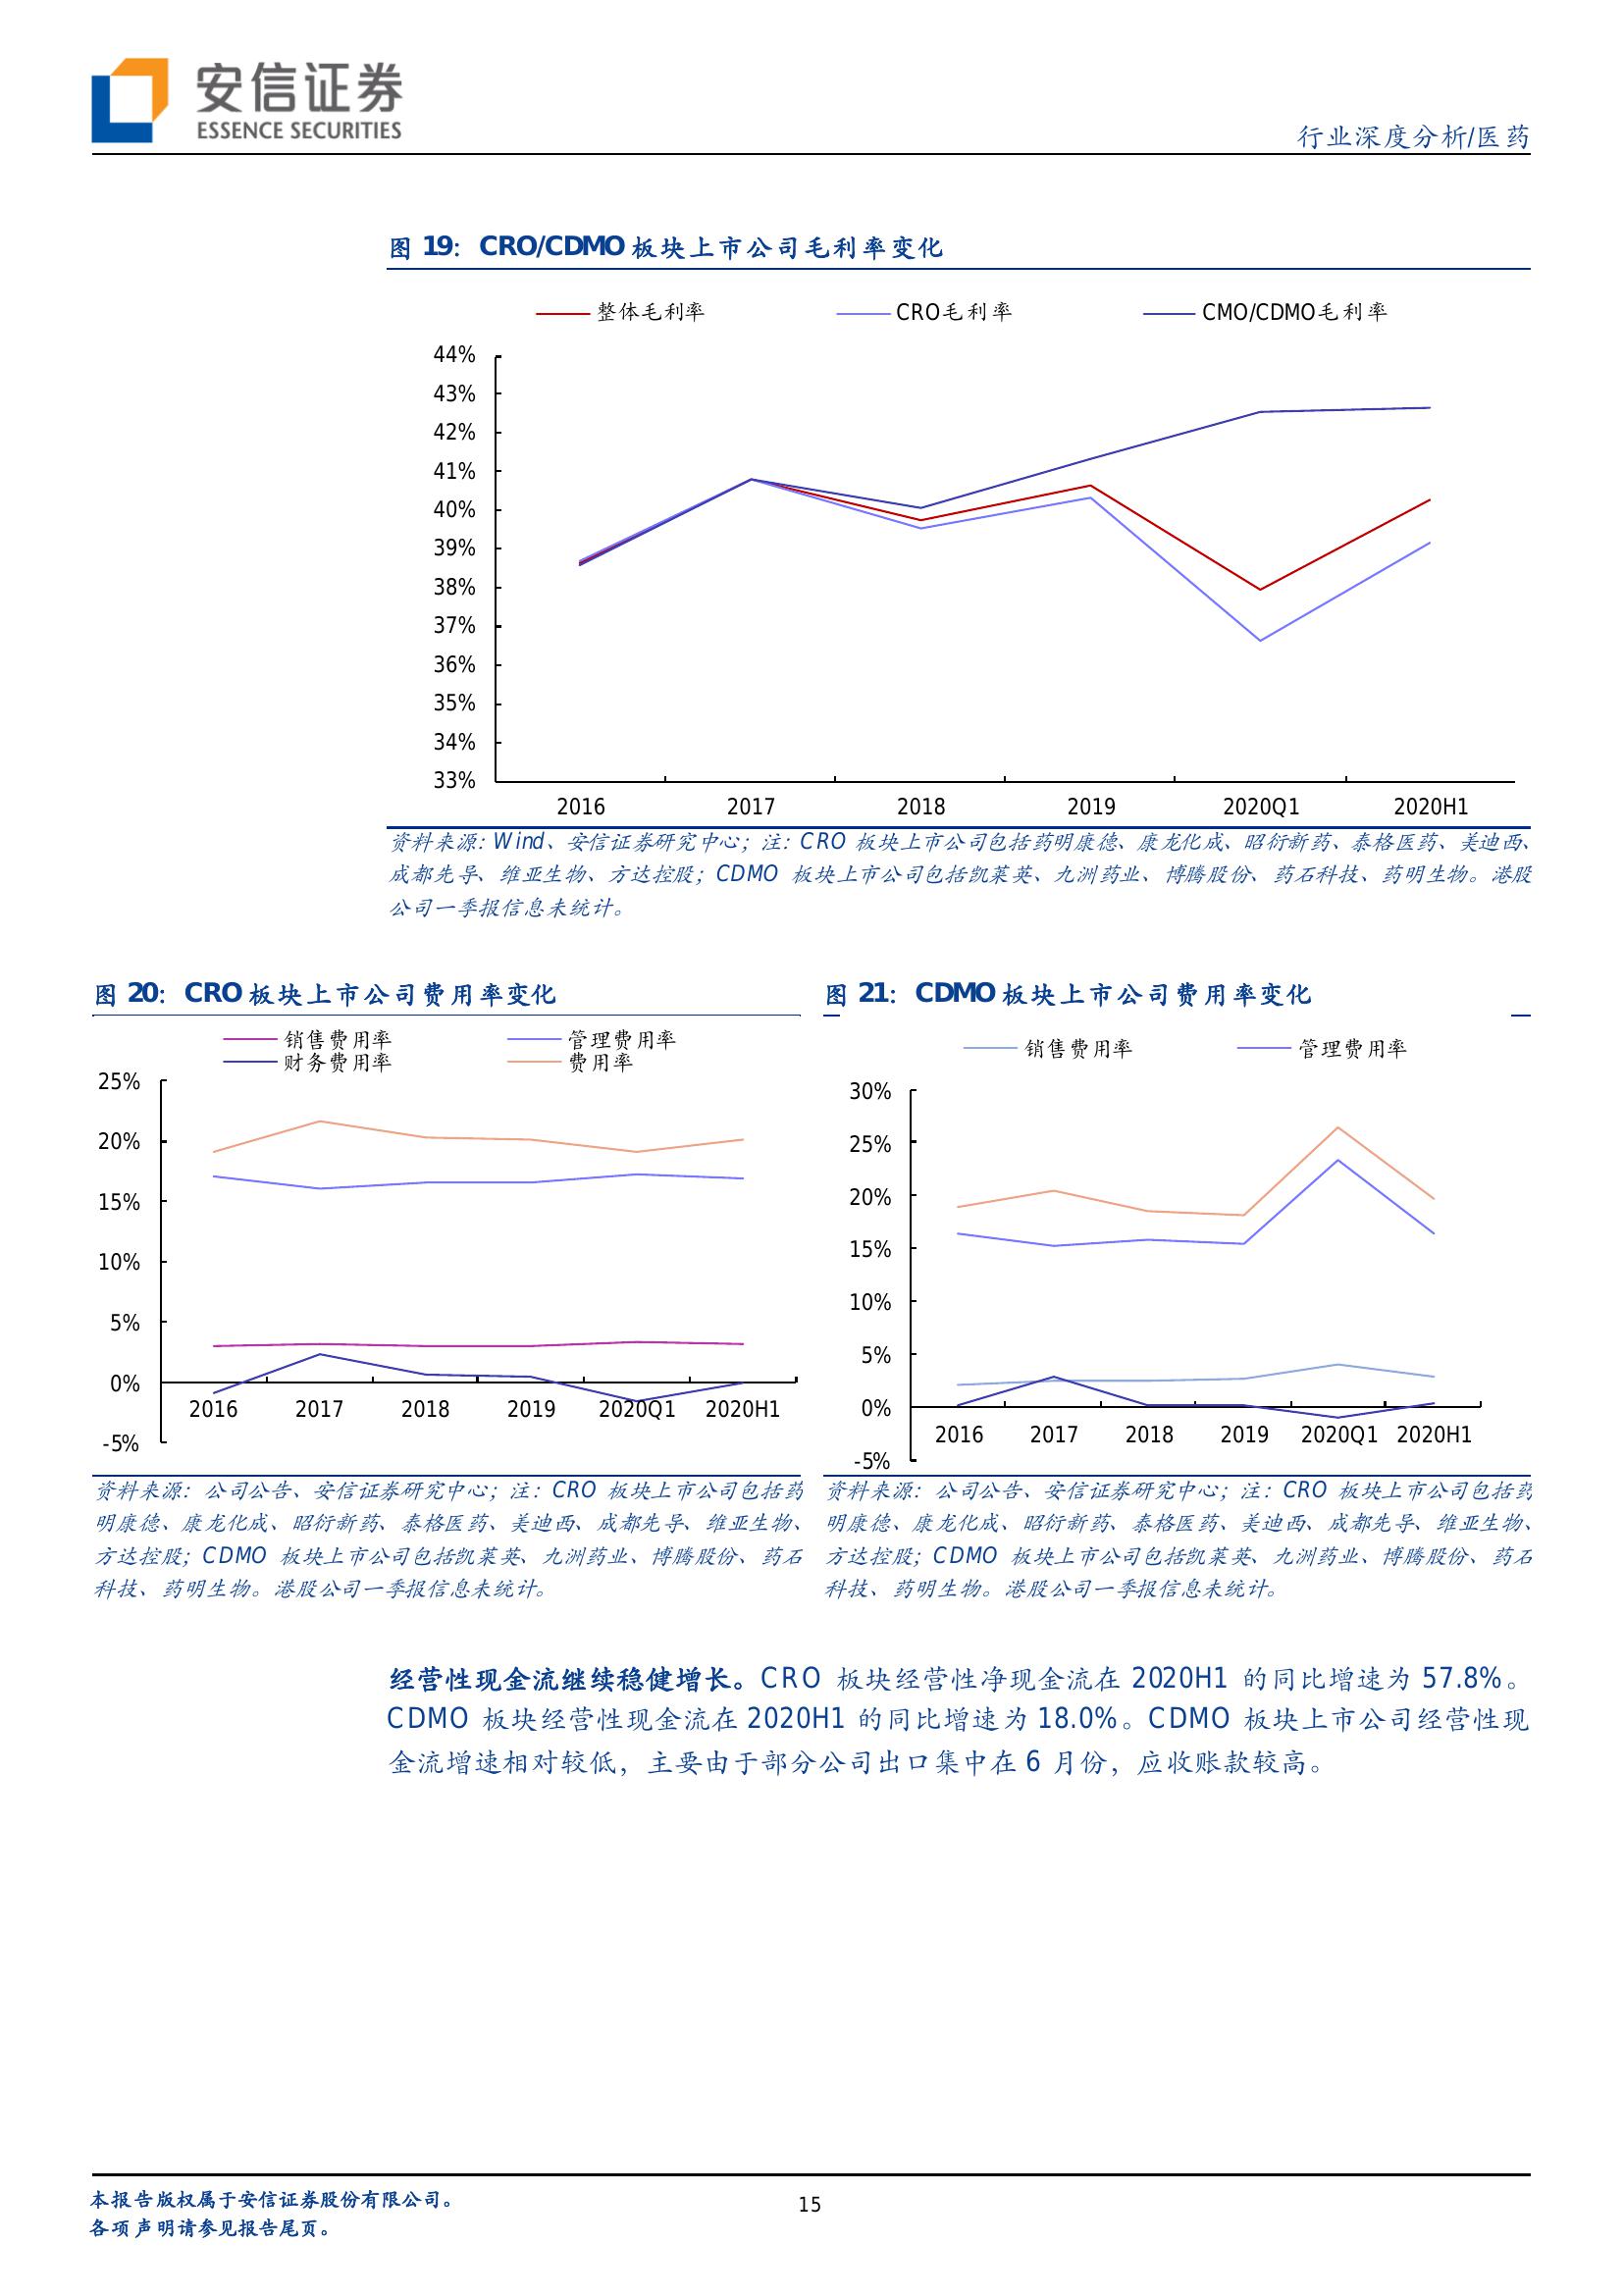 安信证券
ESSENCE SECURITIES
行业深度分析/医药
图 19：CRO/CDMO 板块上市公司毛利率变化
整体毛利率 CRO毛利率 CMO/CDMO毛利率
44%
43%
42%
41%
40%
39%
38%
37%
36%
35%
34%
33%
2016 2017 2018 2019 2020Q1 2020H1
资料来源：Wind、安信证券研究中心；注：CRO 板块上市公司包括药明康德、康龙化成、昭衍新药、泰格医药、美迪西、
成都先导、维亚生物、方达控股；CDMO 板块上市公司包括凯莱英、九洲药业、博腾股份、药石科技、药明生物。港股
公司一季报信息未统计。
图 20：CRO 板块上市公司费用率变化
销售费用率 管理费用率
财务费用率 费用率
25%
20%
15%
10%
5%
0%
-5%
2016 2017 2018 2019 2020Q1 2020H1
资料来源：公司公告、安信证券研究中心；注：CRO 板块上市公司包括药
明康德、康龙化成、昭衍新药、泰格医药、美迪西、成都先导、维亚生物、
方达控股；CDMO 板块上市公司包括凯莱英、九洲药业、博腾股份、药石
科技、药明生物。港股公司一季报信息未统计。
图 21：CDMO 板块上市公司费用率变化
销售费用率 管理费用率
30%
25%
20%
15%
10%
5%
0%
-5%
2016 2017 2018 2019 2020Q1 2020H1
资料来源：公司公告、安信证券研究中心；注：CRO 板块上市公司包括药
明康德、康龙化成、昭衍新药、泰格医药、美迪西、成都先导、维亚生物、
方达控股；CDMO 板块上市公司包括凯莱英、九洲药业、博腾股份、药石
科技、药明生物。港股公司一季报信息未统计。
经营性现金流继续稳健增长。CRO 板块经营性净现金流在 2020H1 的同比增速为 57.8%。
CDMO 板块经营性现金流在 2020H1 的同比增速为 18.0%。CDMO 板块上市公司经营性现
金流增速相对较低，主要由于部分公司出口集中在 6 月份，应收账款较高。
本报告版权属于安信证券股份有限公司。
各项声明请参见报告尾页。
15